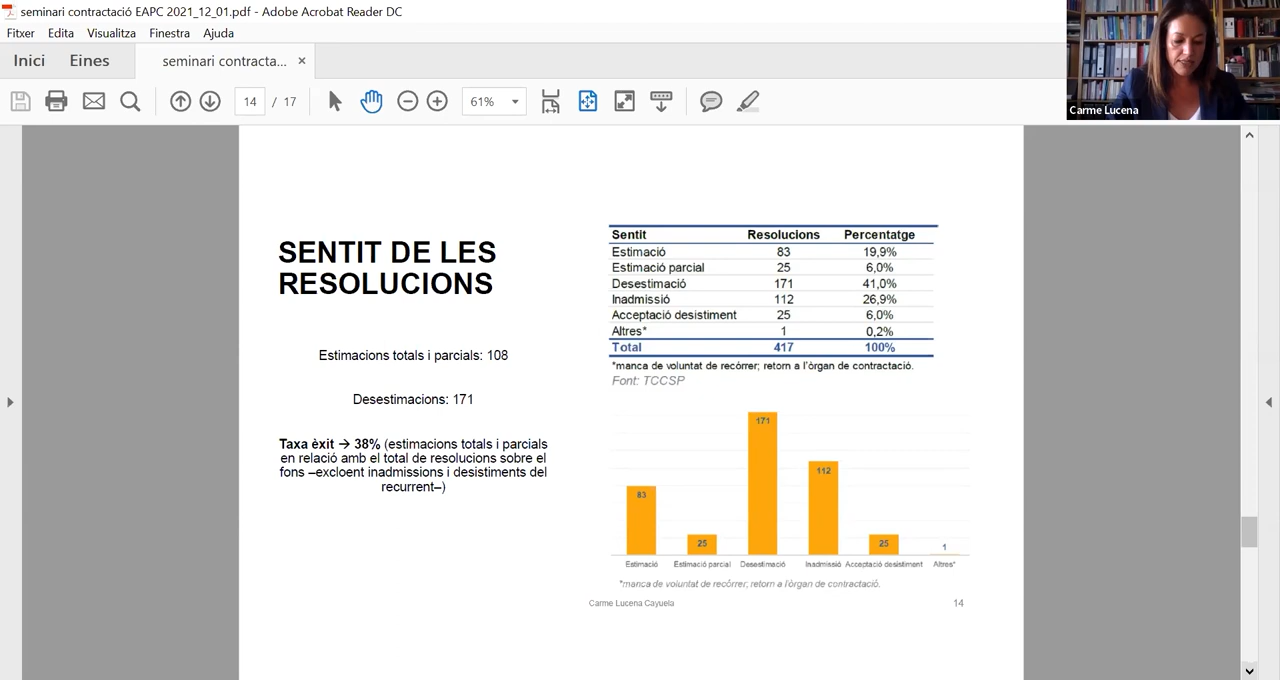 seminari contractació EAPC 2021_12_01.pdf - Adobe Acrobat Reader DC
Fitxer Edita Visualitza Finestra Ajuda
Inici Eines seminari contracta... ×
14 / 17 61%
Carme Lucena
SENTIT DE LES
RESOLUCIONS
Estimacions totals i parcials: 108
Desestimacions: 171
Taxa èxit → 38% (estimacions totals i parcials
en relació amb el total de resolucions sobre el
fons –excloent inadmissions i desistiments del
recurrent–)
Sentit Resolucions Percentatge
Estimació 83 19,9%
Estimació parcial 25 6,0%
Desestimació 171 41,0%
Inadmissió 112 26,9%
Acceptació desistiment 25 6,0%
Altres* 1 0,2%
Total 417 100%
*manca de voluntat de recórrer; retorn a l'òrgan de contractació.
Font: TCCSP
83 25 171 112 25 1
Estimació Estimació parcial Desestimació Inadmissió Acceptació desistiment Altres*
*manca de voluntat de recórrer; retorn a l'òrgan de contractació.
Carme Lucena Cayuela 14